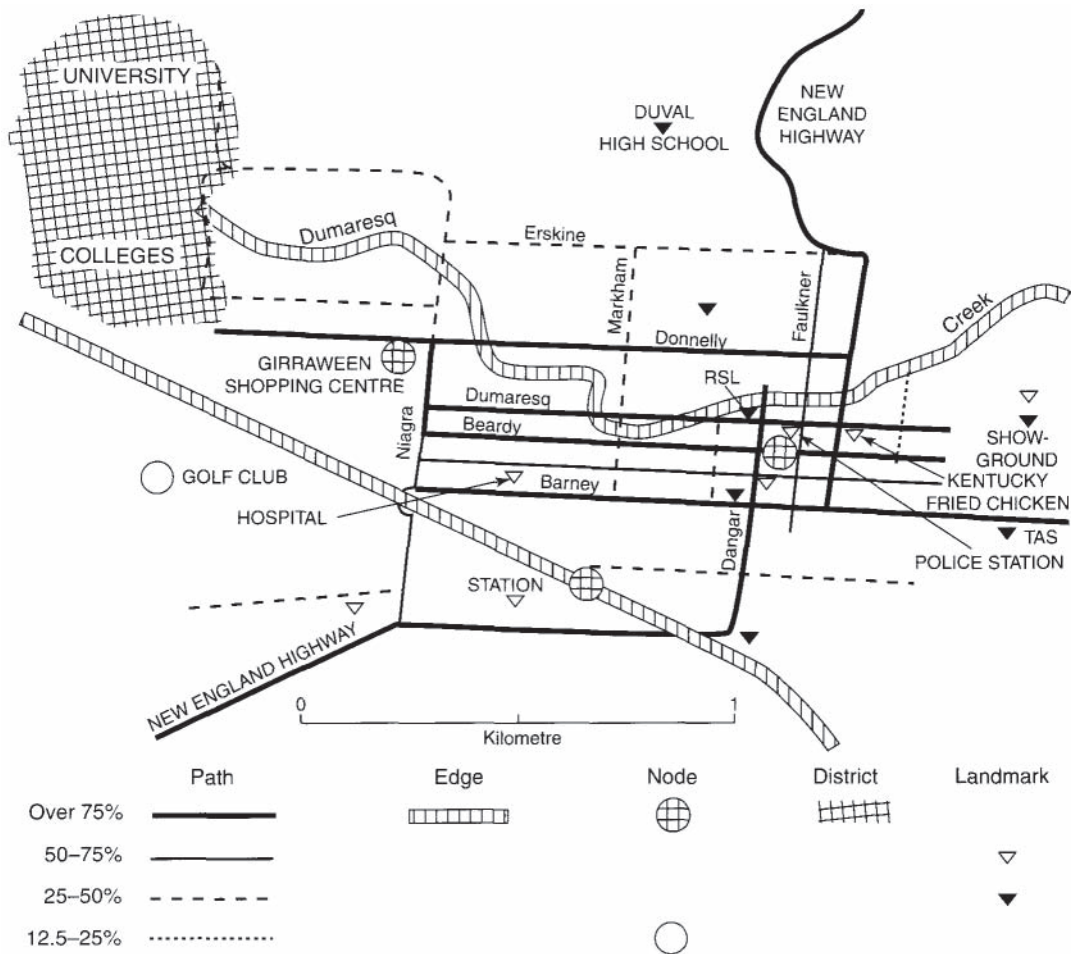 UNIVERSITY
COLLEGES
DUVAL
HIGH SCHOOL
NEW
ENGLAND
HIGHWAY
Dumaresq
Erskine
Markham
Faulkner
Creek
Donnelly
GIRRAWEEN
SHOPPING CENTRE
RSL
Dumaresq
Beardy
Niagra
SHOW-
GROUND
KENTUCKY
FRIED CHICKEN
GOLF CLUB
HOSPITAL
Barney
Dangar
TAS
POLICE STATION
STATION
NEW ENGLAND HIGHWAY
0 1
Kilometre
Path Edge Node District Landmark
Over 75%
50–75%
25–50%
12.5–25%